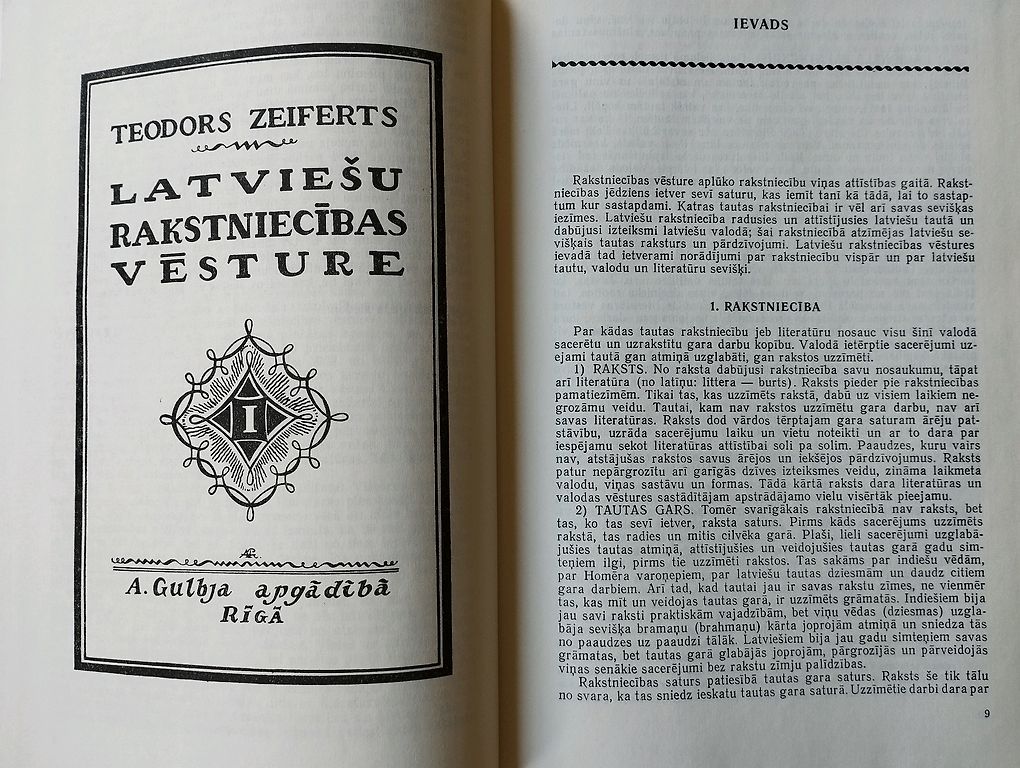 TEODORS ZEIFERTS
LATVIEŠU
RAKSTNIECĪBAS
VĒSTURE
I
A. Gulbja apgādībā
RĪGĀ
IEVADS
Rakstniecības vēsture aplūko rakstniecību viņas attīstības gaitā. Rakst-
niecības jēdziens ietver sevī saturu, kas iemīt tanī kā tādā, lai to sastap-
tum kur sastapdami. Katras tautas rakstniecībai ir vēl arī savas sevišķas
iezīmes. Latviešu rakstniecība radusies un attīstījusies latviešu tautā un
dabūjusi izteiksmi latviešu valodā; šai rakstniecībā atzīmējas latviešu se-
višķais tautas raksturs un pārdzīvojumi. Latviešu rakstniecības vēstures
ievadā tad ietverami norādījumi par rakstniecību vispār un par latviešu
tautu, valodu un literatūru sevišķi.
1. RAKSTNIECĪBA
Par kādas tautas rakstniecību jeb literatūru nosauc visu šinī valodā
sacerētu un uzrakstītu gara darbu kopību. Valodā ietērptie sacerējumi uz-
ejami tautā gan atmiņā uzglabāti, gan rakstos uzzīmēti.
1) RAKSTS. No raksta dabūjusi rakstniecība savu nosaukumu, tāpat
arī literatūra (no latiņu: littera — burts). Raksts pieder pie rakstniecības
pamatiezīmēm. Tikai tas, kas uzzīmēts rakstā, dabū uz visiem laikiem ne-
grozāmu veidu. Tautai, kam nav rakstos uzzīmētu gara darbu, nav arī
savas literatūras. Raksts dod vārdos tērptajam gara saturam ārēju pat-
stāvību, uzrāda sacerējumu laiku un vietu noteikti un ar to dara par
iespējamu sekot literatūras attīstībai soli pa solim. Paaudzes, kuru vairs
nav, atstājušas rakstos savus ārējos un iekšējos pārdzīvojumus. Raksts
patur nepārgrozītu arī garīgās dzīves izteiksmes veidu, zināma laikmeta
valodu, viņas sastāvu un formas. Tādā kārtā raksts dara literatūras un
valodas vēstures sastādītājam apstrādājamo vielu visērtāk pieejamu.
2) TAUTAS GARS. Tomēr svarīgākais rakstniecībā nav raksts, bet
tas, ko tas sevī ietver, raksta saturs. Pirms kāds sacerējums uzzīmēts
rakstā, tas radies un mitis cilvēka garā. Plaši, lieli sacerējumi uzglabā-
jušies tautas atmiņā, attīstījušies un veidojušies tautas garā gadu sim-
teņiem ilgi, pirms tie uzzīmēti rakstos. Tas sakāms par indiešu vēdām,
par Homēra varoņepiem, par latviešu tautas dziesmām un daudz citiem
gara darbiem. Arī tad, kad tautai jau ir savas rakstu zīmes, ne vienmēr
tas, kas mīt un veidojas tautas garā, ir uzzīmēts grāmatās. Indiešiem bija
jau savi raksti praktiskām vajadzībām, bet viņu vēdas (dziesmas) uzgla-
bāja sevišķa bramaņu (brahmaņu) kārta joprojām atmiņā un sniedza tās
no paaudzes uz paaudzi tālāk. Latviešiem bija jau gadu simteņiem savas
grāmatas, bet tautas garā glabājās joprojām, pārgrozījās un pārveidojās
viņas senākie sacerējumi bez rakstu zīmju palīdzības.
Rakstniecības saturs patiesībā tautas gara saturs. Raksts še tik tālu
no svara, ka tas sniedz ieskatu tautas gara saturā. Uzzīmētie darbi dara par
9